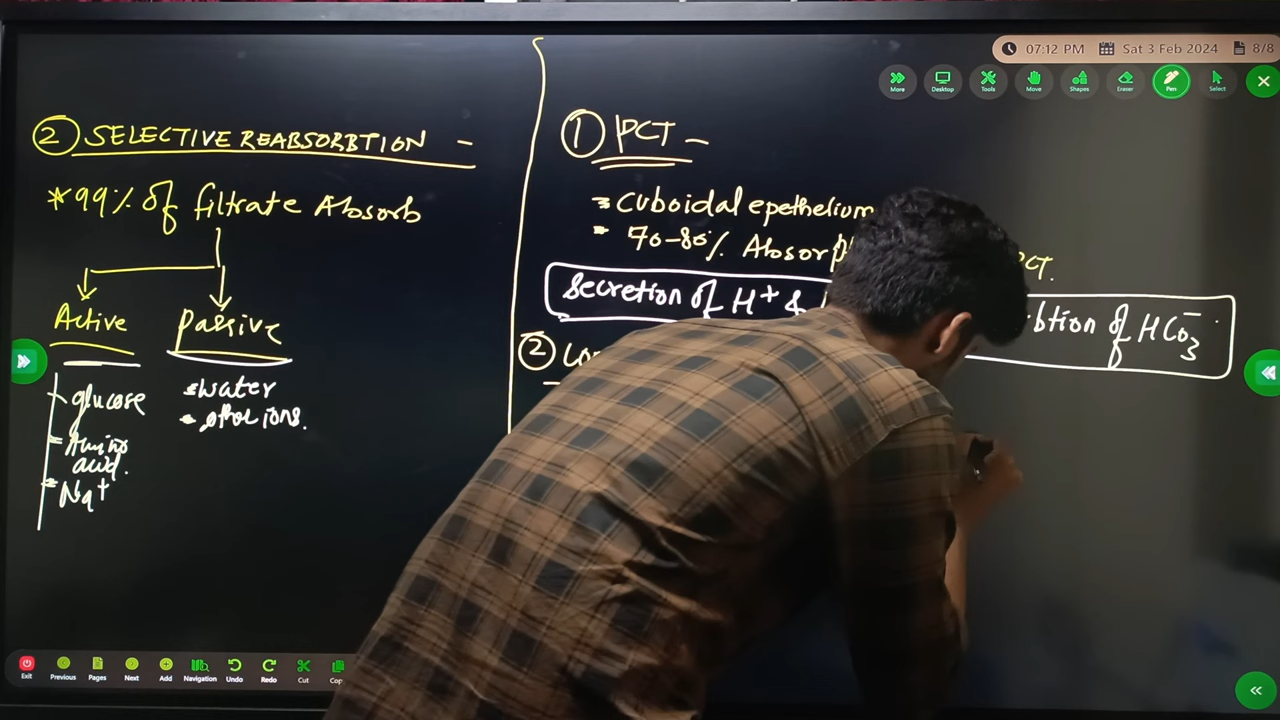 07:12 PM Sat 3 Feb 2024 8/8
More Desktop Tools Move Shapes Eraser Pen Select
② SELECTIVE REABSORBTION -
*99% of filtrate Absorb
Active Passive
- glucose
- Amino
acid.
- Na+
- water
- other ions.
① PCT -
- cuboidal epethelium
- 70-80% Absorp
PCT.
Secretion of H+ &
btion of HCO3-
②
Exit Previous Pages Next Add Navigation Undo Redo Cut Cop